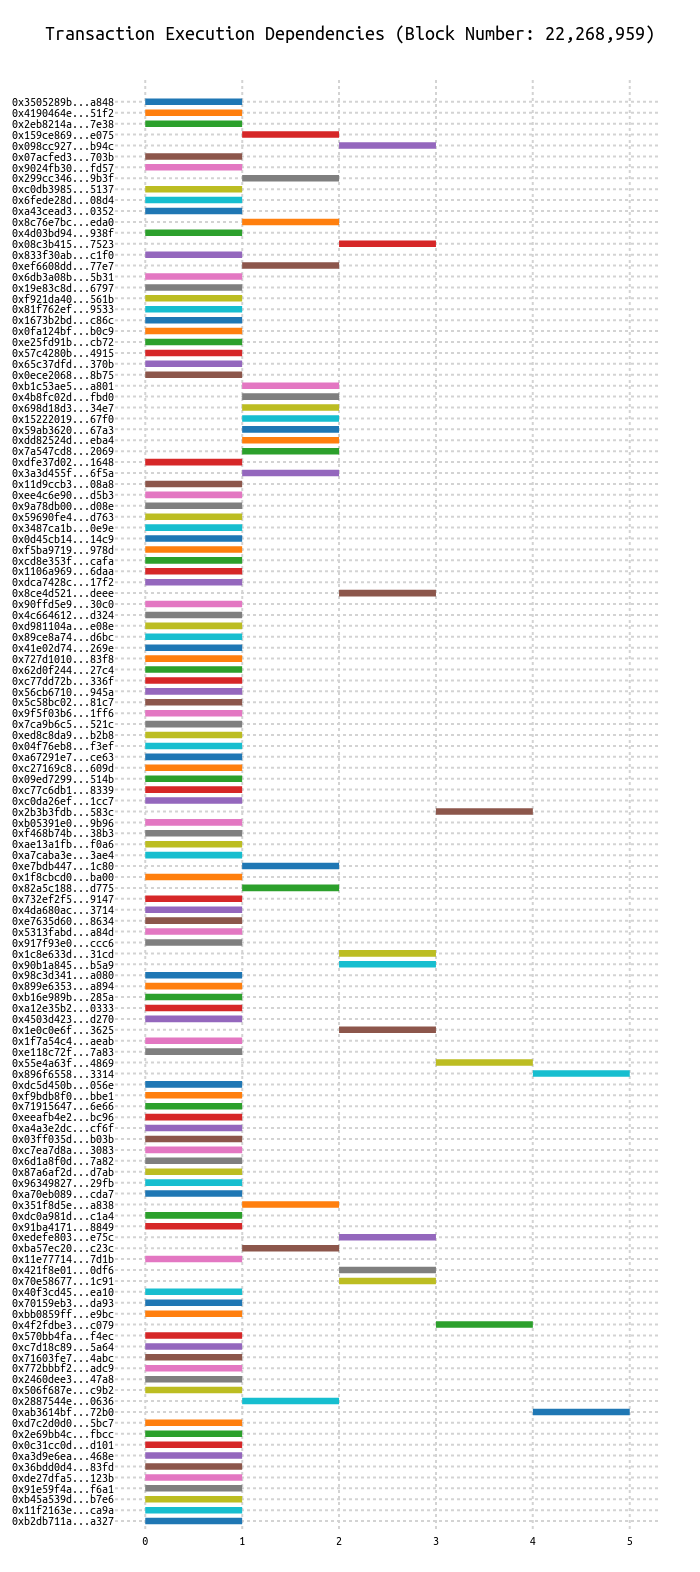 Transaction Execution Dependencies (Block Number: 22,268,959)
0x3505289b...a848
0x4190464e...51f2
0x2eb8214a...7e38
0x159ce869...e075
0x098cc927...b94c
0x07acfed3...703b
0x9024fb30...fd57
0x299cc346...9b3f
0xc0db3985...5137
0x6fede28d...08d4
0xa43cead3...0352
0x8c76e7bc...eda0
0x4d03bd94...938f
0x08c3b415...7523
0x833f30ab...c1f0
0xef6608dd...77e7
0x6db3a08b...5b31
0x19e83c8d...6797
0xf921da40...561b
0x81f762ef...9533
0x1673b2bd...c86c
0x0fa124bf...b0c9
0xe25fd91b...cb72
0x57c4280b...4915
0x65c37dfd...370b
0x0ece2068...8b75
0xb1c53ae5...a801
0x4b8fc02d...fbd0
0x698d18d3...34e7
0x15222019...67f0
0x59ab3620...67a3
0xdd82524d...eba4
0x7a547cd8...2069
0xdfe37d02...1648
0x3a3d455f...6f5a
0x11d9ccb3...08a8
0xee4c6e90...d5b3
0x9a78db00...d08e
0x59690fe4...d763
0x3487ca1b...0e9e
0x0d45cb14...14c9
0xf5ba9719...978d
0xcd8e353f...cafa
0x1106a969...6daa
0xdca7428c...17f2
0x8ce4d521...deee
0x90ffd5e9...30c0
0x4c664612...d324
0xd981104a...e08e
0x89ce8a74...d6bc
0x41e02d74...269e
0x727d1010...83f8
0x62d0f244...27c4
0xc77dd72b...336f
0x56cb6710...945a
0x5c58bc02...81c7
0x9f5f03b6...1ff6
0x7ca9b6c5...521c
0xed8c8da9...b2b8
0x04f76eb8...f3ef
0xa67291e7...ce63
0xc27169c8...609d
0x09ed7299...514b
0xc77c6db1...8339
0xc0da26ef...1cc7
0x2b3b3fdb...583c
0xb05391e0...9b96
0xf468b74b...38b3
0xae13a1fb...f0a6
0xa7caba3e...3ae4
0xe7bdb447...1c80
0x1f8cbcd0...ba00
0x82a5c188...d775
0x732ef2f5...9147
0x4da680ac...3714
0xe7635d60...8634
0x5313fabd...a84d
0x917f93e0...ccc6
0x1c8e633d...31cd
0x90b1a845...b5a9
0x98c3d341...a080
0x899e6353...a894
0xb16e989b...285a
0xa12e35b2...0333
0x4503d423...d270
0x1e0c0e6f...3625
0x1f7a54c4...aeab
0xe118c72f...7a83
0x55e4a63f...4869
0x896f6558...3314
0xdc5d450b...056e
0xf9bdb8f0...bbe1
0x71915647...6e66
0xeeafb4e2...bc96
0xa4a3e2dc...cf6f
0x03ff035d...b03b
0xc7ea7d8a...3083
0x6d1a8f0d...7a82
0x87a6af2d...d7ab
0x96349827...29fb
0xa70eb089...cda7
0x351f8d5e...a838
0xdc0a981d...c1a4
0x91ba4171...8849
0xedefe803...e75c
0xba57ec20...c23c
0x11e77714...7d1b
0x421f8e01...0df6
0x70e58677...1c91
0x40f3cd45...ea10
0x70159eb3...da93
0xbb0859ff...e9bc
0x4f2fdbe3...c079
0x570bb4fa...f4ec
0xc7d18c89...5a64
0x71603fe7...4abc
0x772bbbf2...adc9
0x2460dee3...47a8
0x506f687e...c9b2
0x2887544e...0636
0xab3614bf...72b0
0xd7c2d0d0...5bc7
0x2e69bb4c...fbcc
0x0c31cc0d...d101
0xa3d9e6ea...468e
0x36bdd0d4...83fd
0xde27dfa5...123b
0x91e59f4a...f6a1
0xb45a539d...b7e6
0x11f2163e...ca9a
0xb2db711a...a327
0 1 2 3 4 5